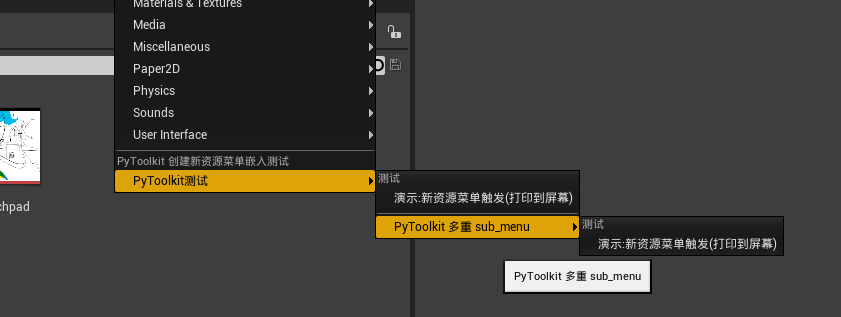 Materials & Textures
Media
Miscellaneous
Paper2D
Physics
Sounds
User Interface
PyToolkit 创建新资源菜单嵌入测试
PyToolkit测试
测试
演示:新资源菜单触发(打印到屏幕)
PyToolkit 多重 sub_menu
测试
演示:新资源菜单触发(打印到屏幕)
PyToolkit 多重 sub_menu
chpad